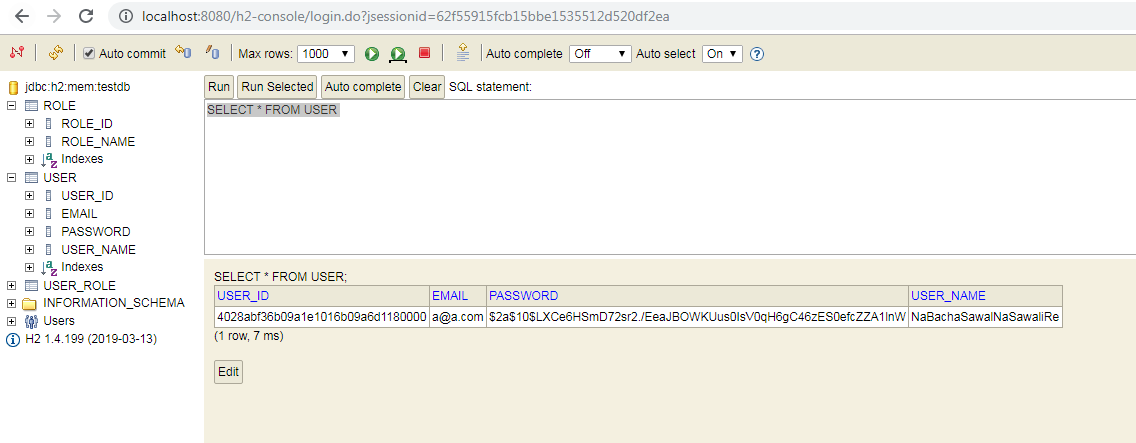 localhost:8080/h2-console/login.do?jsessionid=62f55915fcb15bbe1535512d520df2ea
Auto commit Max rows: 1000 Auto complete Off Auto select On ?
jdbc:h2:mem:testdb
ROLE
ROLE_ID
ROLE_NAME
Indexes
USER
USER_ID
EMAIL
PASSWORD
USER_NAME
Indexes
USER_ROLE
INFORMATION_SCHEMA
Users
H2 1.4.199 (2019-03-13)
Run Run Selected Auto complete Clear SQL statement:
SELECT * FROM USER
SELECT * FROM USER;
USER_ID EMAIL PASSWORD USER_NAME
4028abf36b09a1e1016b09a6d1180000 a@a.com $2a$10$LXCe6HSmD72sr2./EeaJBOWKUus0IsV0qH6gC46zES0efcZZA1InW NaBachaSawalNaSawaliRe
(1 row, 7 ms)
Edit